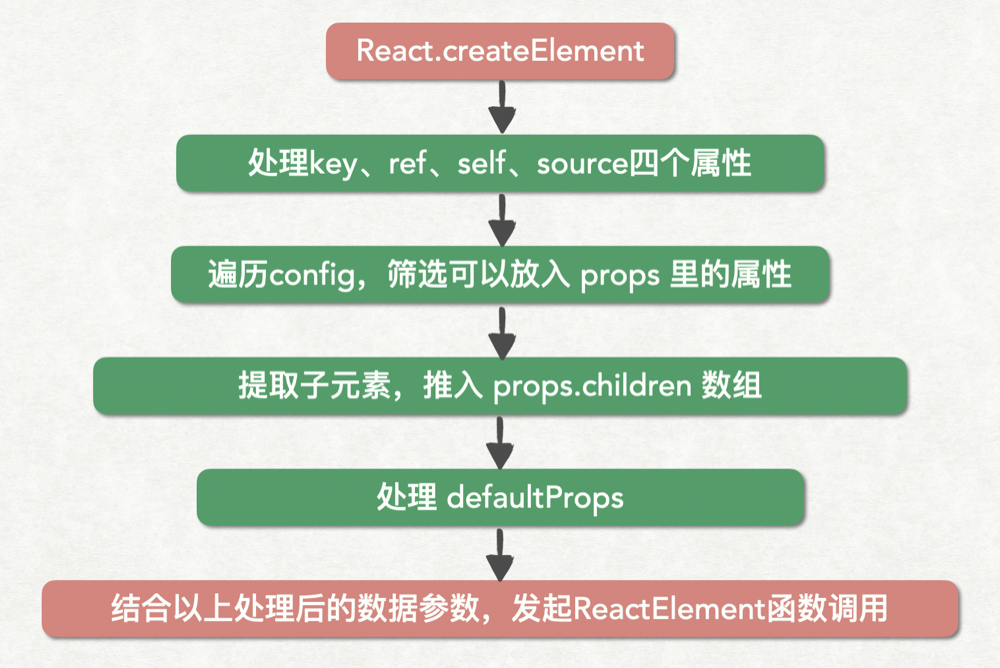 React.createElement
处理key、ref、self、source四个属性
遍历config，筛选可以放入 props 里的属性
提取子元素，推入 props.children 数组
处理 defaultProps
结合以上处理后的数据参数，发起ReactElement函数调用